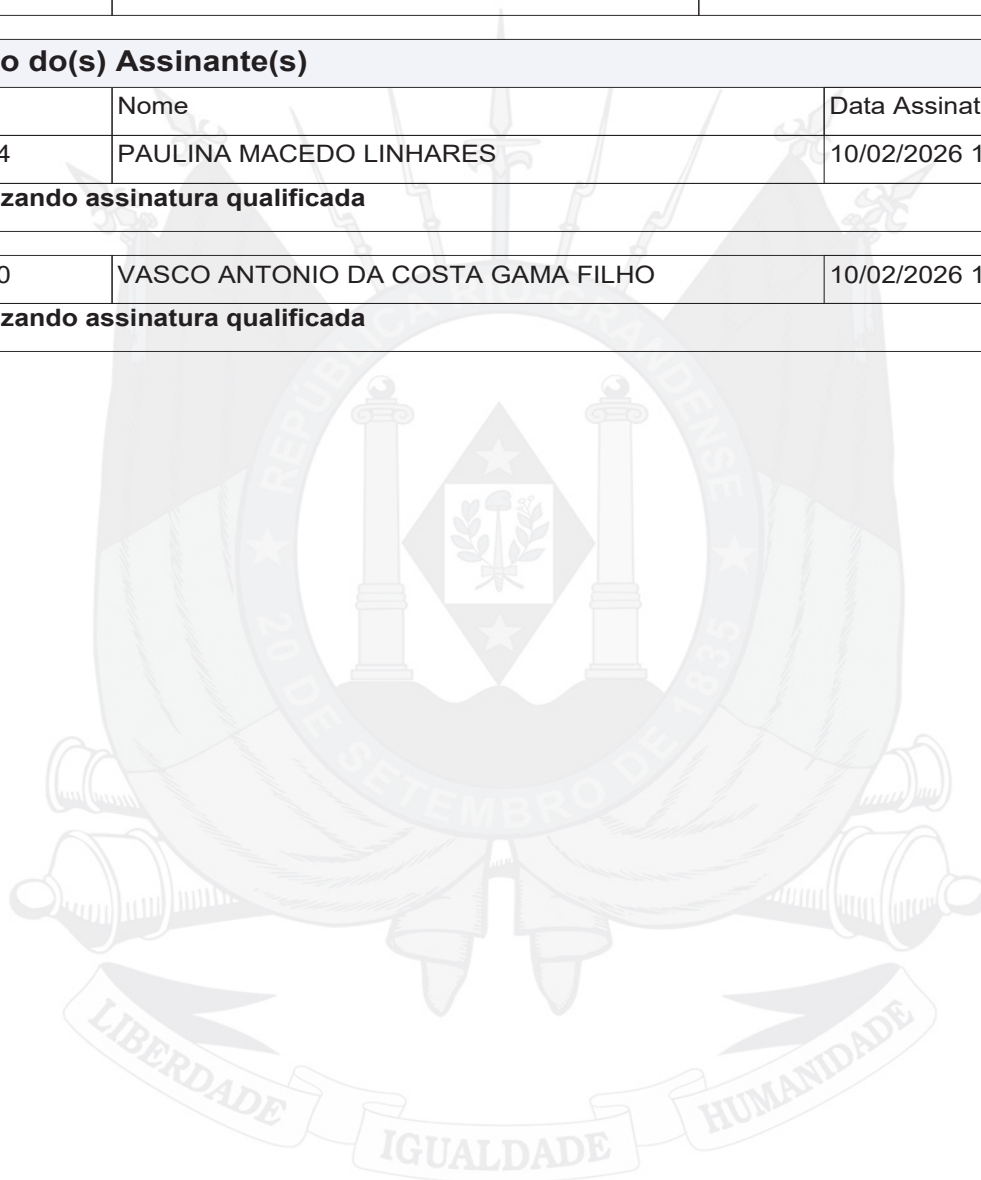 o do(s) Assinante(s)
Nome Data Assinat
4 PAULINA MACEDO LINHARES 10/02/2026 1
zando assinatura qualificada
0 VASCO ANTONIO DA COSTA GAMA FILHO 10/02/2026 1
zando assinatura qualificada
REPÚBLICA RIO-GRANDENSE
20 DE SETEMBRO DE 1835
LIBERDADE IGUALDADE HUMANIDADE